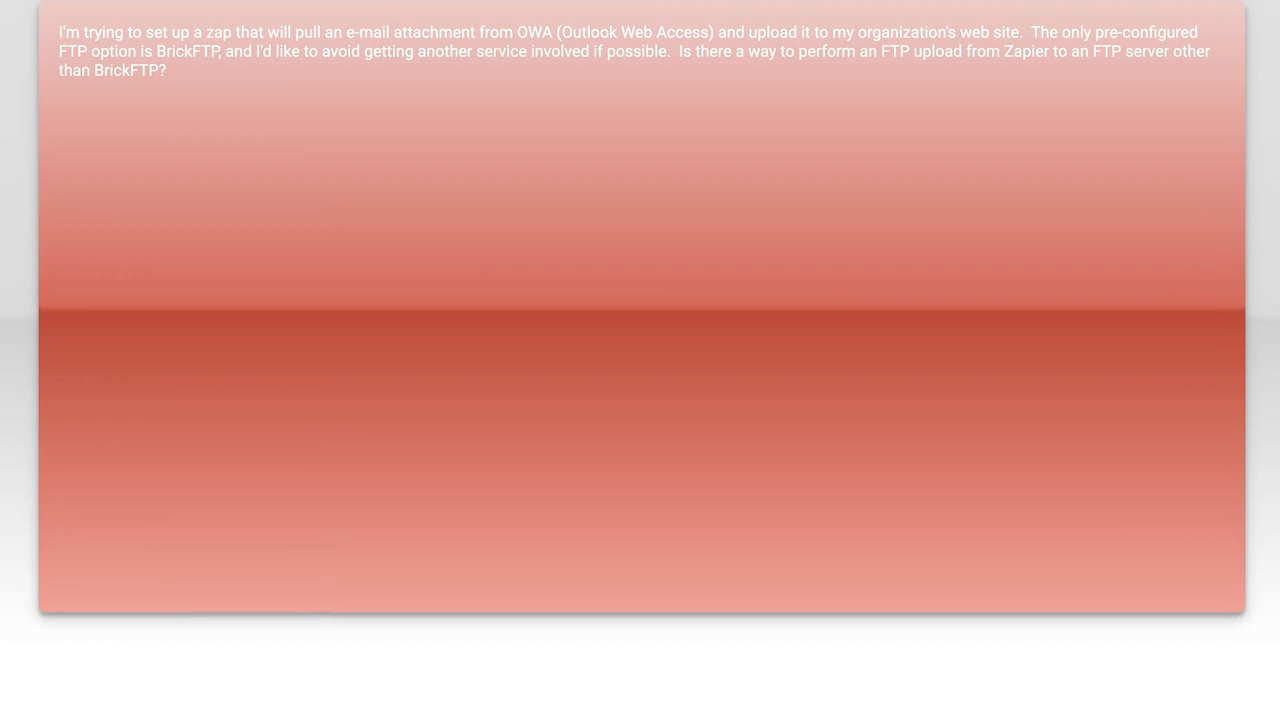 I'm trying to set up a zap that will pull an e-mail attachment from OWA (Outlook Web Access) and upload it to my organization's web site.  The only pre-configured
FTP option is BrickFTP, and I'd like to avoid getting another service involved if possible.  Is there a way to perform an FTP upload from Zapier to an FTP server other
than BrickFTP?